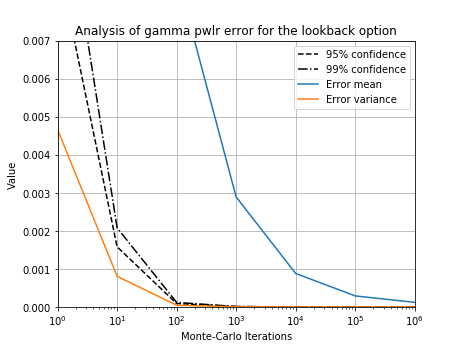 Analysis of gamma pwlr error for the lookback option
95% confidence
99% confidence
Error mean
Error variance
Value
0.007
0.006
0.005
0.004
0.003
0.002
0.001
0.000
10⁰ 10¹ 10² 10³ 10⁴ 10⁵ 10⁶
Monte-Carlo Iterations